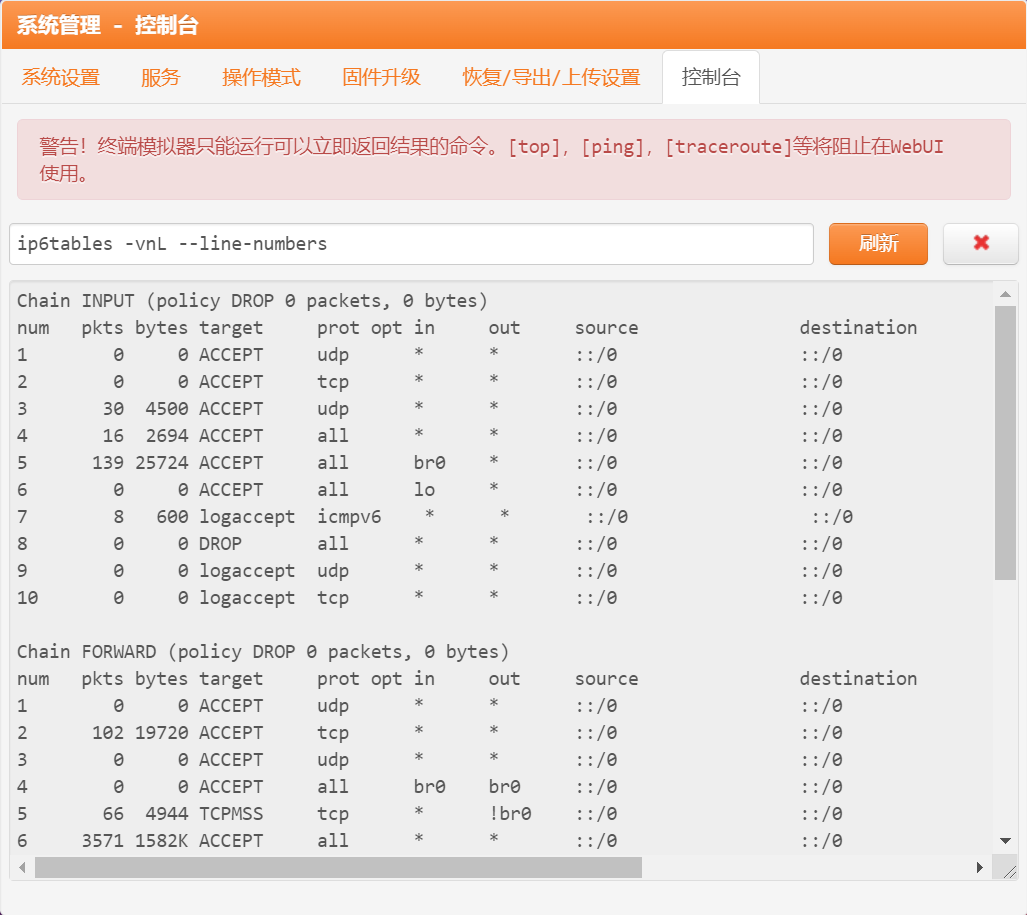 系统管理 - 控制台
系统设置 服务 操作模式 固件升级 恢复/导出/上传设置 控制台
警告！终端模拟器只能运行可以立即返回结果的命令。[top]，[ping]，[traceroute]等将阻止在WebUI
使用。
ip6tables -vnL --line-numbers 刷新
Chain INPUT (policy DROP 0 packets, 0 bytes)
num   pkts bytes target     prot opt in     out     source               destination
1        0     0 ACCEPT     udp      *      *       ::/0                 ::/0
2        0     0 ACCEPT     tcp      *      *       ::/0                 ::/0
3       30  4500 ACCEPT     udp      *      *       ::/0                 ::/0
4       16  2694 ACCEPT     all      *      *       ::/0                 ::/0
5      139 25724 ACCEPT     all      br0    *       ::/0                 ::/0
6        0     0 ACCEPT     all      lo     *       ::/0                 ::/0
7        8   600 logaccept  icmpv6    *      *       ::/0                 ::/0
8        0     0 DROP       all      *      *       ::/0                 ::/0
9        0     0 logaccept  udp      *      *       ::/0                 ::/0
10       0     0 logaccept  tcp      *      *       ::/0                 ::/0
Chain FORWARD (policy DROP 0 packets, 0 bytes)
num   pkts bytes target     prot opt in     out     source               destination
1        0     0 ACCEPT     udp      *      *       ::/0                 ::/0
2      102 19720 ACCEPT     tcp      *      *       ::/0                 ::/0
3        0     0 ACCEPT     udp      *      *       ::/0                 ::/0
4        0     0 ACCEPT     all      br0    br0     ::/0                 ::/0
5       66  4944 TCPMSS     tcp      *      !br0    ::/0                 ::/0
6     3571 1582K ACCEPT     all      *      *       ::/0                 ::/0